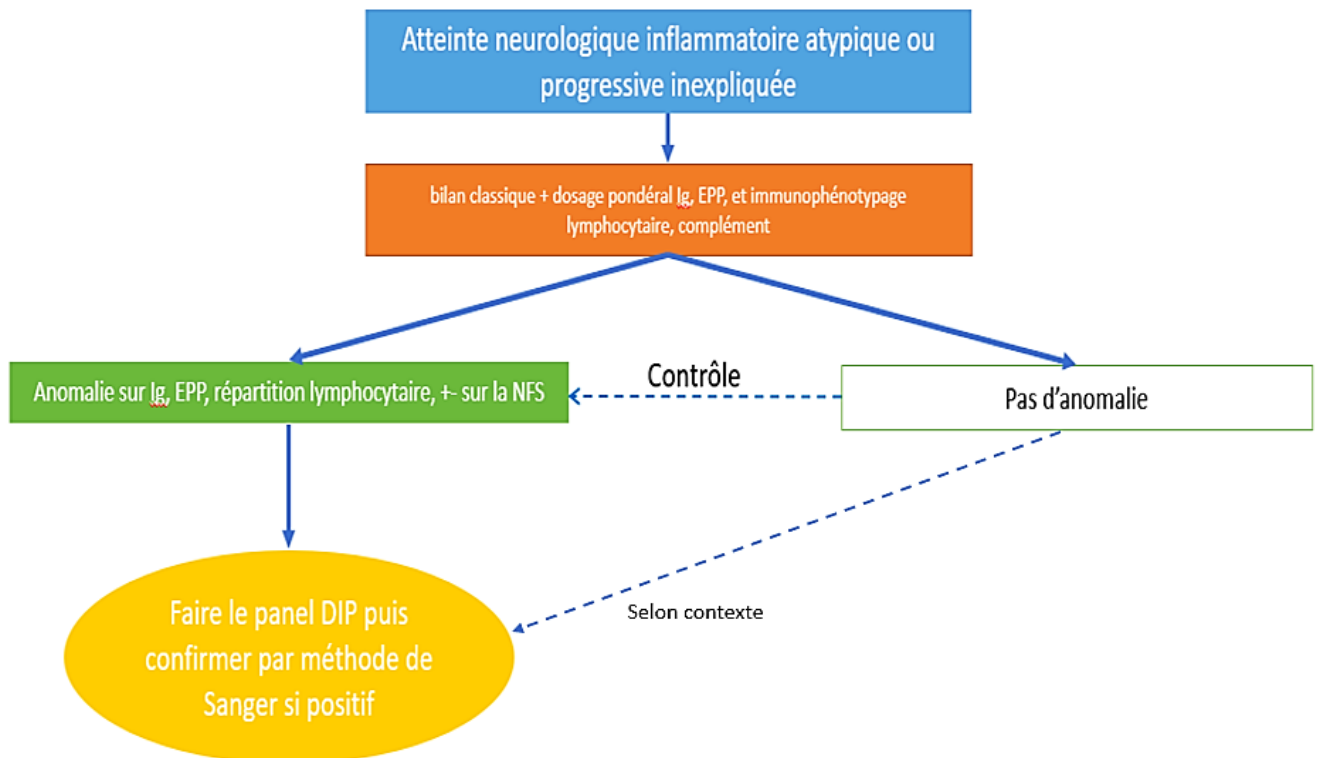 Atteinte neurologique inflammatoire atypique ou
progressive inexpliquée
bilan classique + dosage pondéral Ig, EPP, et immunophénotypage
lymphocytaire, complément
Anomalie sur Ig, EPP, répartition lymphocytaire, +- sur la NFS
Contrôle
Pas d'anomalie
Selon contexte
Faire le panel DIP puis
confirmer par méthode de
Sanger si positif